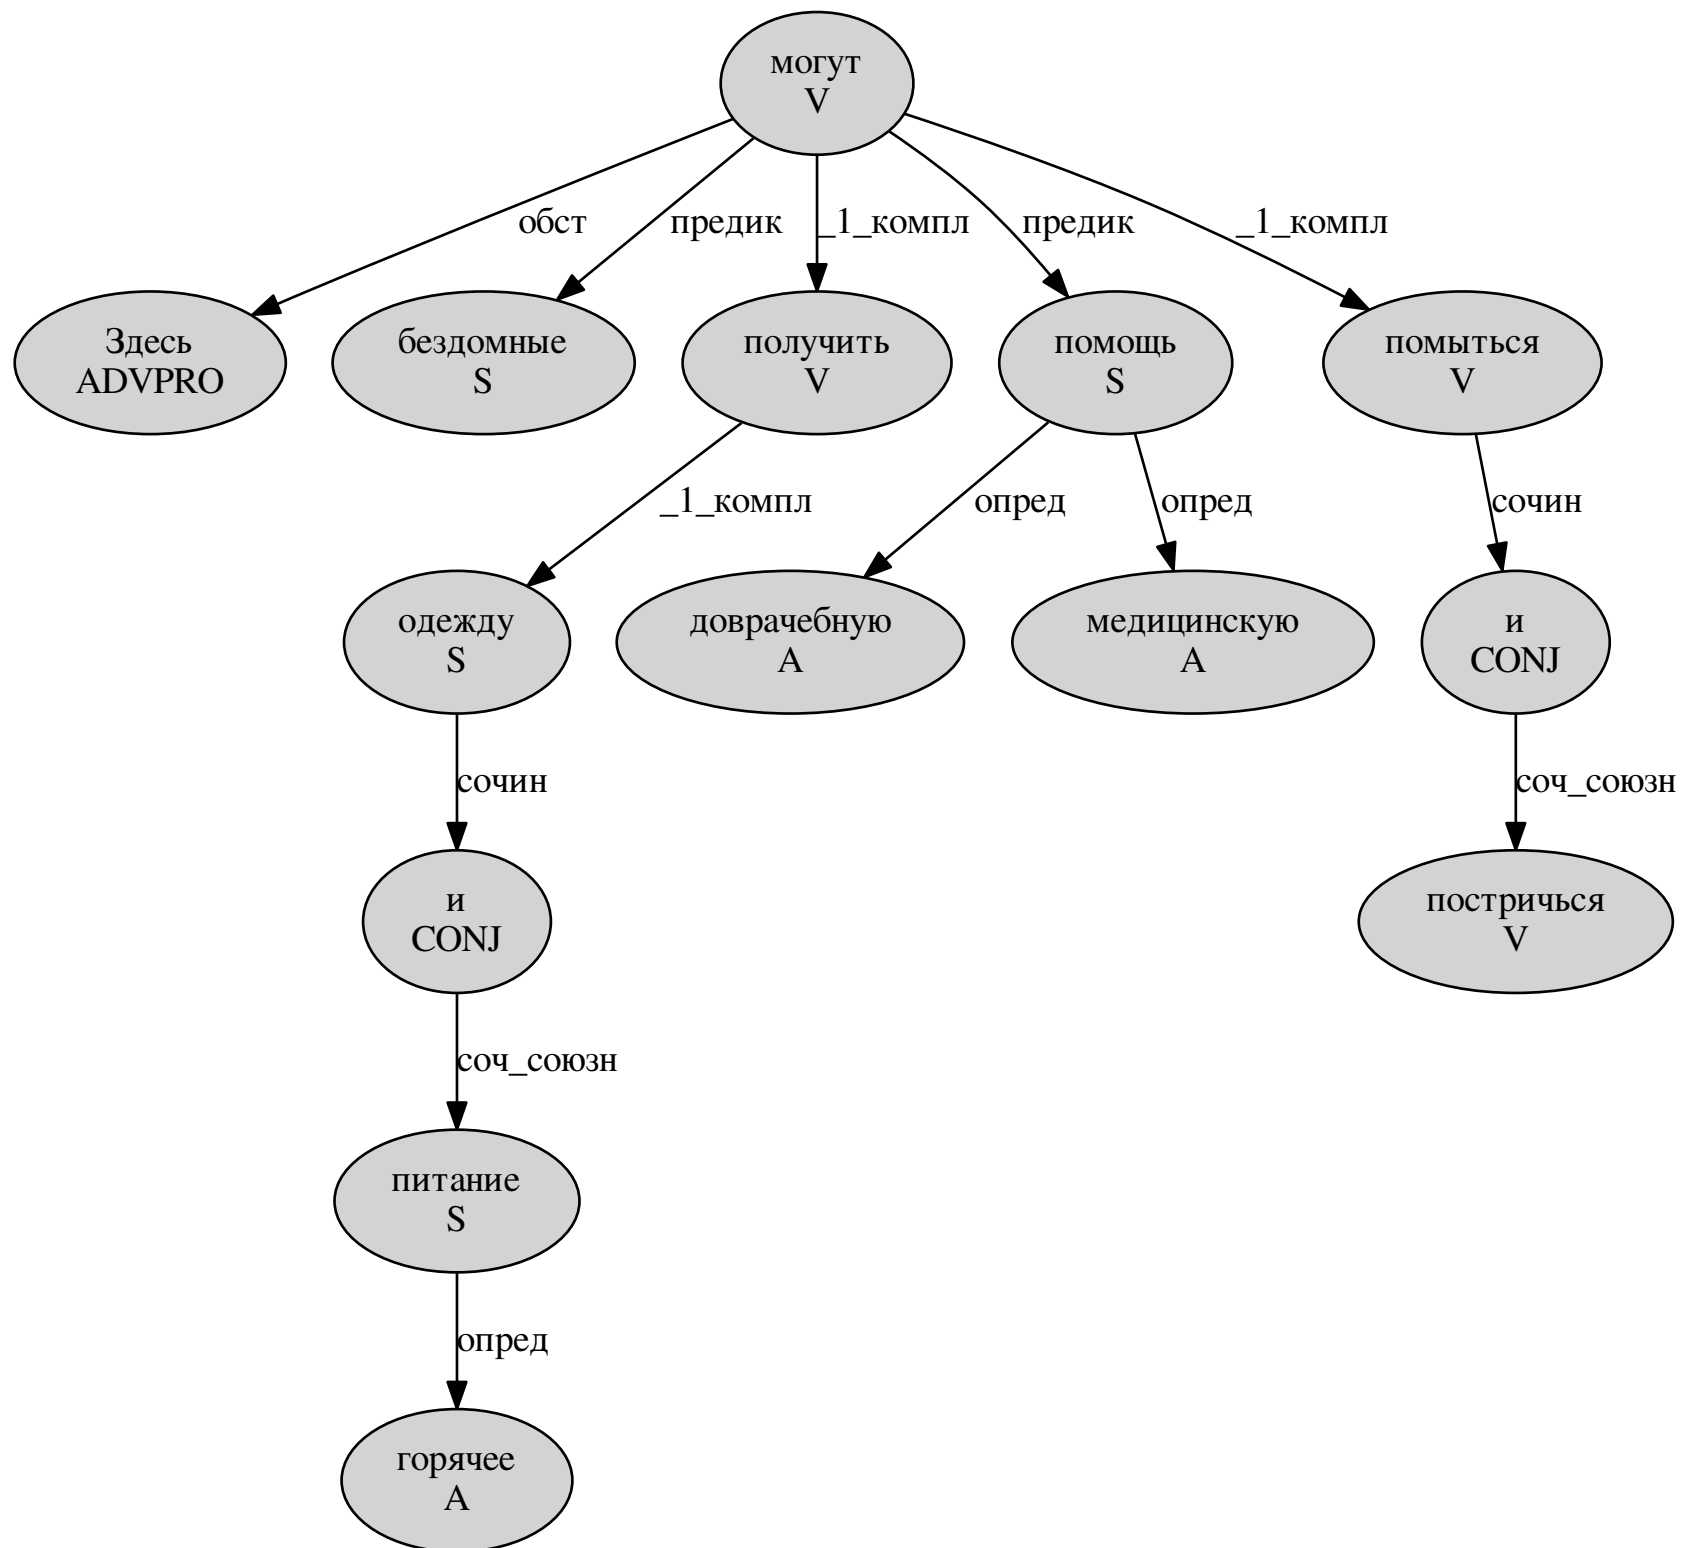 могут
V
обст
предик
_1_компл
предик
_1_компл
Здесь
ADVPRO
бездомные
S
получить
V
помощь
S
помыться
V
_1_компл
опред
опред
сочин
одежду
S
доврачебную
A
медицинскую
A
и
CONJ
сочин
соч_союзн
и
CONJ
постричься
V
соч_союзн
питание
S
опред
горячее
A